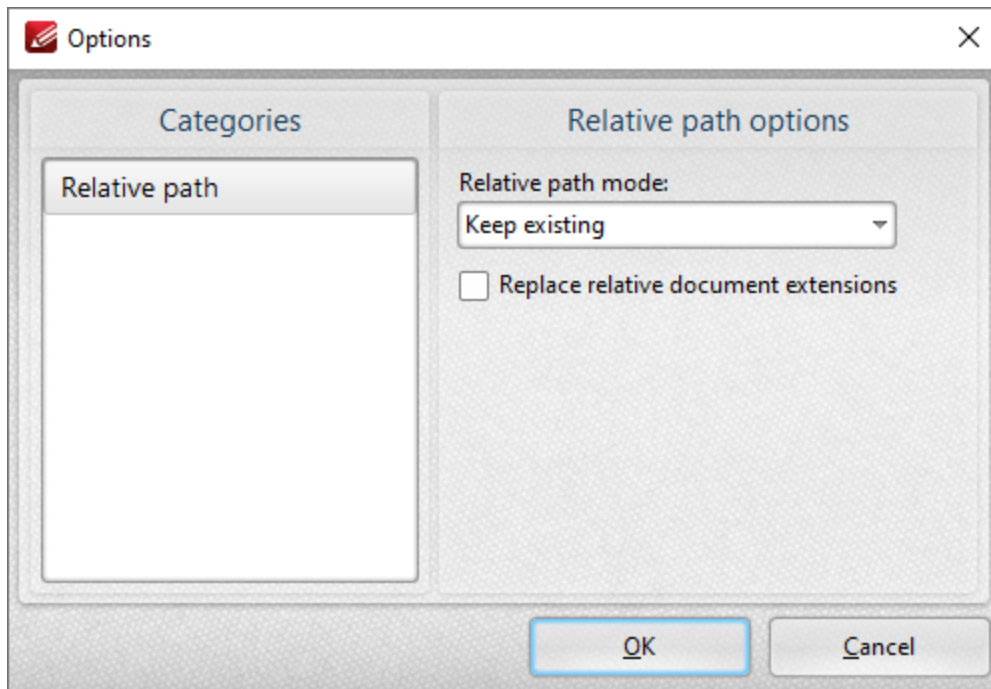 Options
Categories
Relative path options
Relative path
Relative path mode:
Keep existing
Replace relative document extensions
OK
Cancel